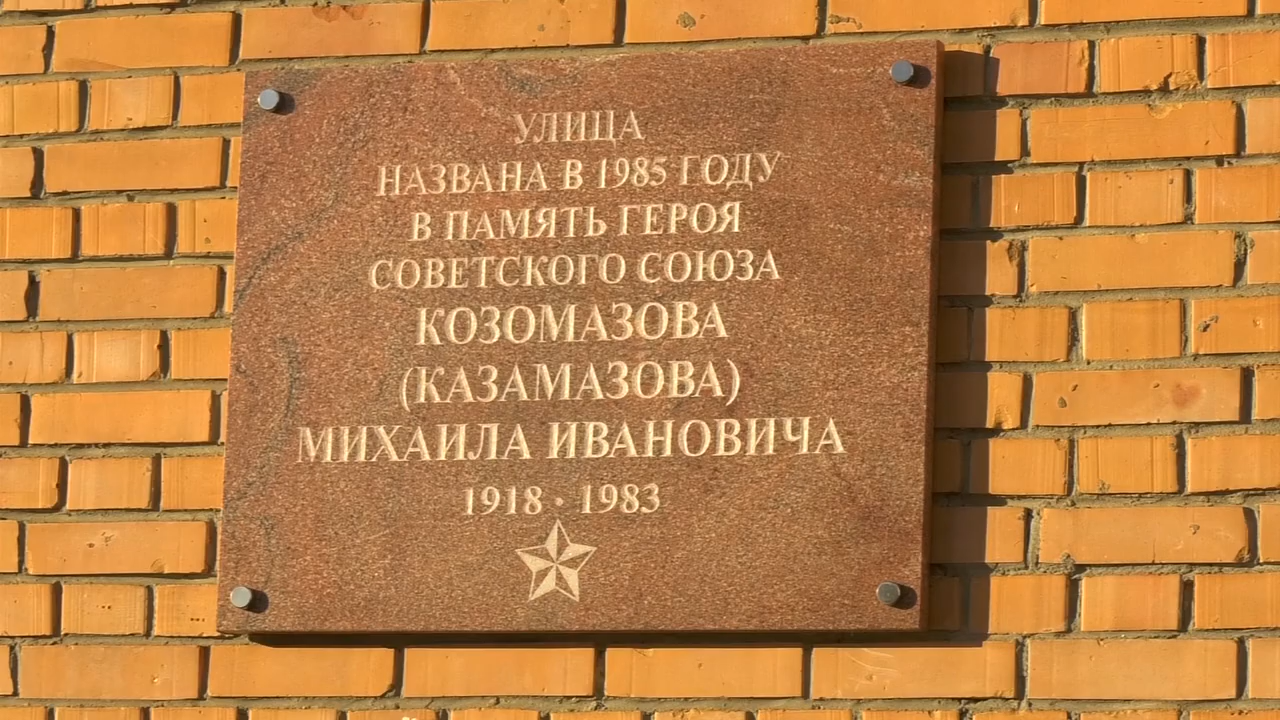 УЛИЦА
НАЗВАНА В 1985 ГОДУ
В ПАМЯТЬ ГЕРОЯ
СОВЕТСКОГО СОЮЗА
КОЗОМАЗОВА
(КАЗАМАЗОВА)
МИХАИЛА ИВАНОВИЧА
1918 · 1983